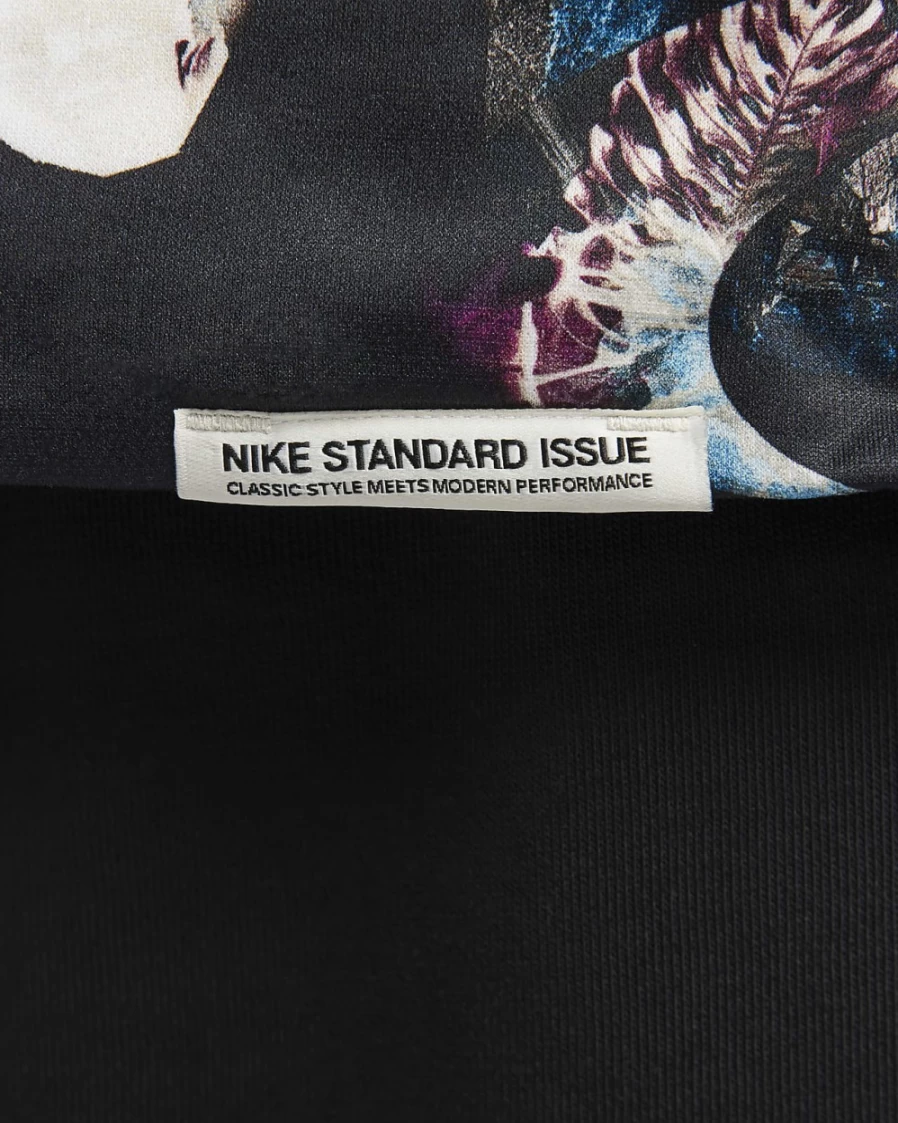 NIKE STANDARD ISSUE
CLASSIC STYLE MEETS MODERN PERFORMANCE